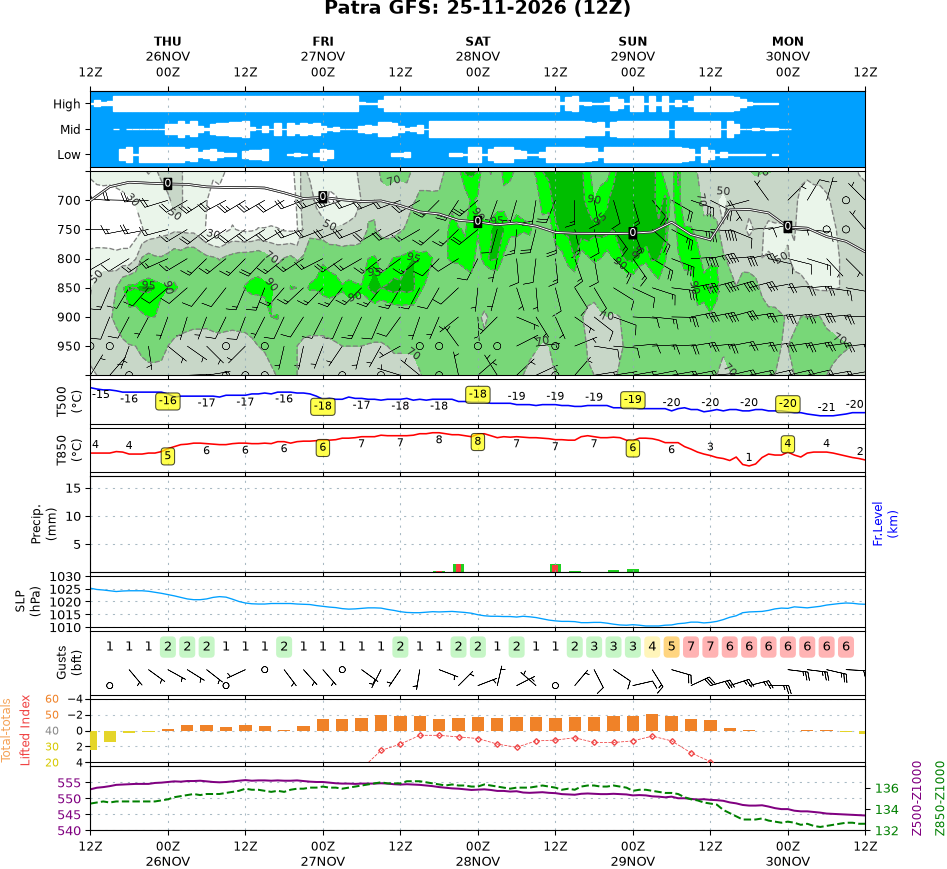 Patra GFS: 25-11-2026 (12Z)
THU FRI SAT SUN MON
26NOV 27NOV 28NOV 29NOV 30NOV
12Z 00Z 12Z 00Z 12Z 00Z 12Z 00Z 12Z 00Z 12Z
High
Mid
Low
700
750
800
850
900
950
0 0 0 0 0
T500 (°C)
-15 -16 -16 -17 -17 -16 -18 -17 -18 -18 -18 -19 -19 -19 -19 -20 -20 -20 -20 -21 -20
T850 (°C)
4 4 5 6 6 6 6 7 7 8 8 7 7 7 6 6 3 1 4 4 2
Precip. (mm)
15
10
5
Fr.Level (km)
SLP (hPa)
1030
1025
1020
1015
1010
Gusts (bft)
1 1 1 2 2 2 1 1 1 2 1 1 1 1 1 2 1 1 2 2 1 2 1 1 2 3 3 3 4 5 7 7 6 6 6 6 6 6 6
Total-totals
Lifted Index
60 −4
50 −2
40 0
30 2
20 4
555
550
545
540
136
134
132
Z500-Z1000
Z850-Z1000
12Z 00Z 12Z 00Z 12Z 00Z 12Z 00Z 12Z 00Z 12Z
26NOV 27NOV 28NOV 29NOV 30NOV